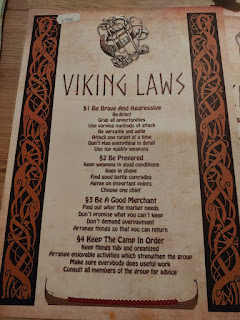 VIKING LAWS
§1 Be Brave And Aggressive
Be direct
Grab all opportunities
Use varying methods of attack
Be versatile and agile
Attack one target at a time
Don't plan everything in detail
Use top quality weapons
§2 Be Prepared
Keep weapons in good conditions
Keep in shape
Find good battle comrades
Agree on important points
Choose one chief
§3 Be A Good Merchant
Find out what the market needs
Don't promise what you can't keep
Don't demand overpayment
Arrange things so that you can return
§4 Keep The Camp In Order
Keep things tidy and organized
Arrange enjoyable activities which strengthen the group
Make sure everybody does useful work
Consult all members of the group for advice